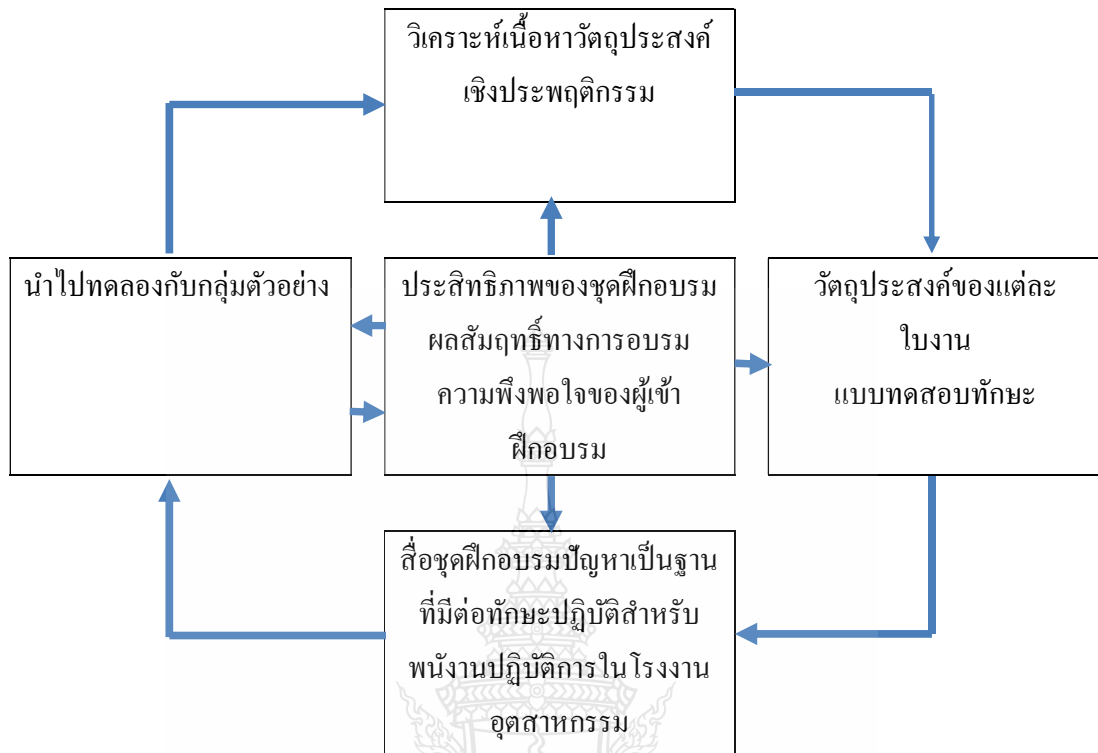 วิเคราะห์เนื้อหาวัตถุประสงค์
เชิงประพฤติกรรม
นำไปทดลองกับกลุ่มตัวอย่าง
ประสิทธิภาพของชุดฝึกอบรม
ผลสัมฤทธิ์ทางการอบรม
ความพึงพอใจของผู้เข้า
ฝึกอบรม
วัตถุประสงค์ของแต่ละ
ใบงาน
แบบทดสอบทักษะ
สื่อชุดฝึกอบรมปัญหาเป็นฐาน
ที่มีต่อทักษะปฏิบัติสำหรับ
พนังานปฏิบัติการในโรงงาน
อุตสาหกรรม